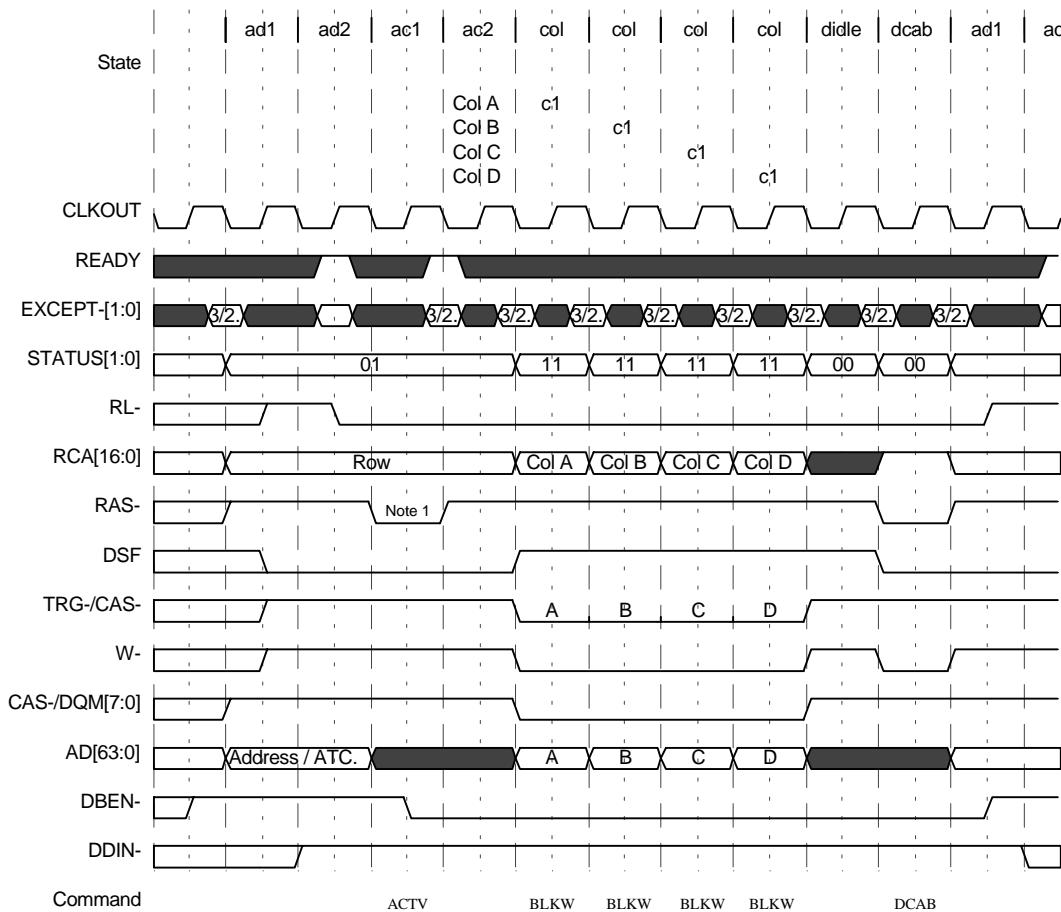 ad1 ad2 ac1 ac2 col col col col didle dcab ad1 ac
State
Col A c1
Col B c1
Col C c1
Col D c1
CLKOUT
READY
EXCEPT-[1:0] 3/2. 3/2. 3/2. 3/2. 3/2. 3/2. 3/2. 3/2. 3/2.
STATUS[1:0] 01 11 11 11 11 00 00
RL-
RCA[16:0] Row Col A Col B Col C Col D
RAS- Note 1
DSF
TRG-/CAS- A B C D
W-
CAS-/DQM[7:0]
AD[63:0] Address / ATC. A B C D
DBEN-
DDIN-
Command ACTV BLKW BLKW BLKW BLKW DCAB